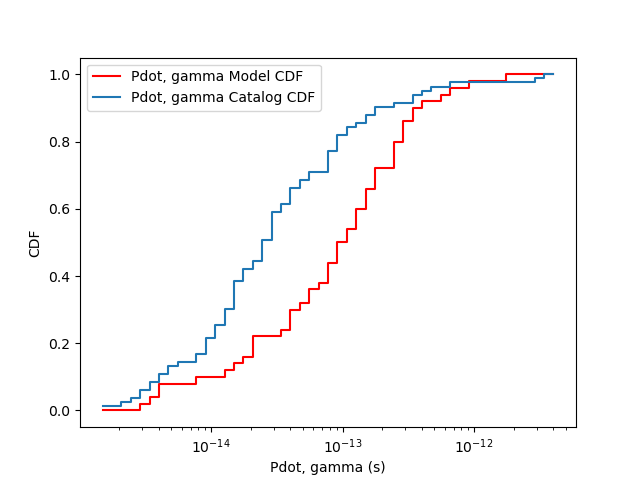 Pdot, gamma Model CDF
Pdot, gamma Catalog CDF
1.0
0.8
0.6
0.4
0.2
0.0
CDF
10⁻¹⁴ 10⁻¹³ 10⁻¹²
Pdot, gamma (s)